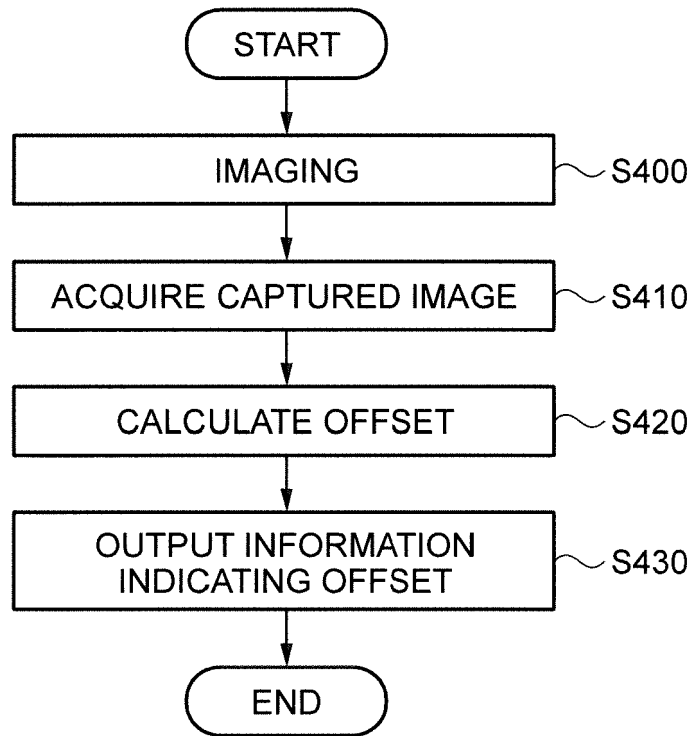 START
IMAGING
S400
ACQUIRE CAPTURED IMAGE
S410
CALCULATE OFFSET
S420
OUTPUT INFORMATION
INDICATING OFFSET
S430
END